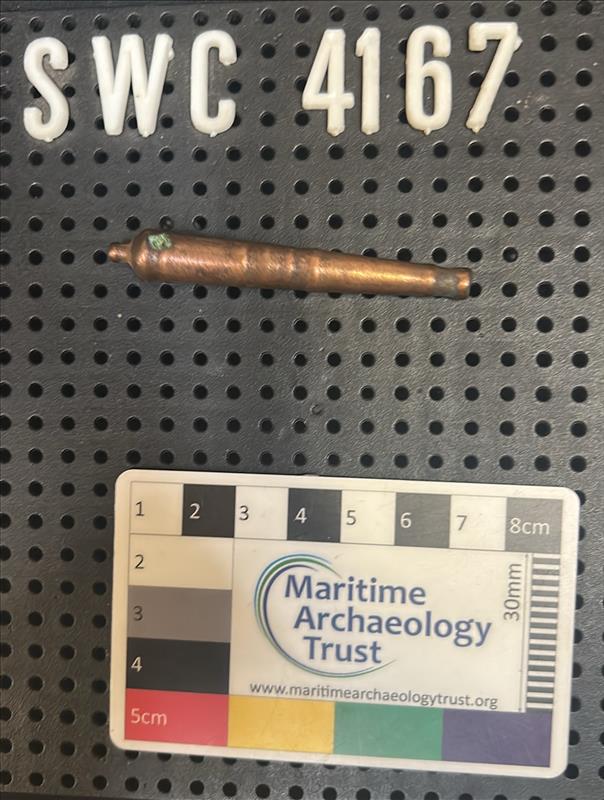 SWC 4167
1 2 3 4 5 6 7 8cm
2
3
4
5cm
30mm
Maritime
Archaeology
Trust
www.maritimearchaeologytrust.org